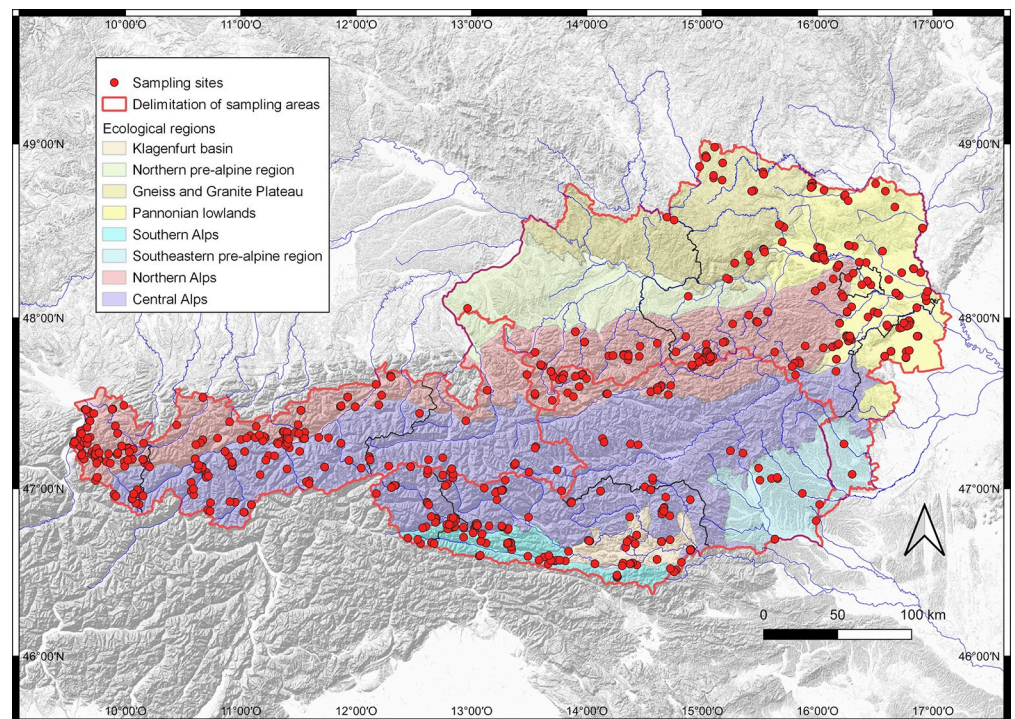 10°00'O 11°00'O 12°00'O 13°00'O 14°00'O 15°00'O 16°00'O 17°00'O
Sampling sites
Delimitation of sampling areas
Ecological regions
Klagenfurt basin
Northern pre-alpine region
Gneiss and Granite Plateau
Pannonian lowlands
Southern Alps
Southeastern pre-alpine region
Northern Alps
Central Alps
49°00'N 49°00'N
48°00'N 48°00'N
47°00'N 47°00'N
0 50 100 km
46°00'N 46°00'N
10°00'O 11°00'O 12°00'O 13°00'O 14°00'O 15°00'O 16°00'O 17°00'O